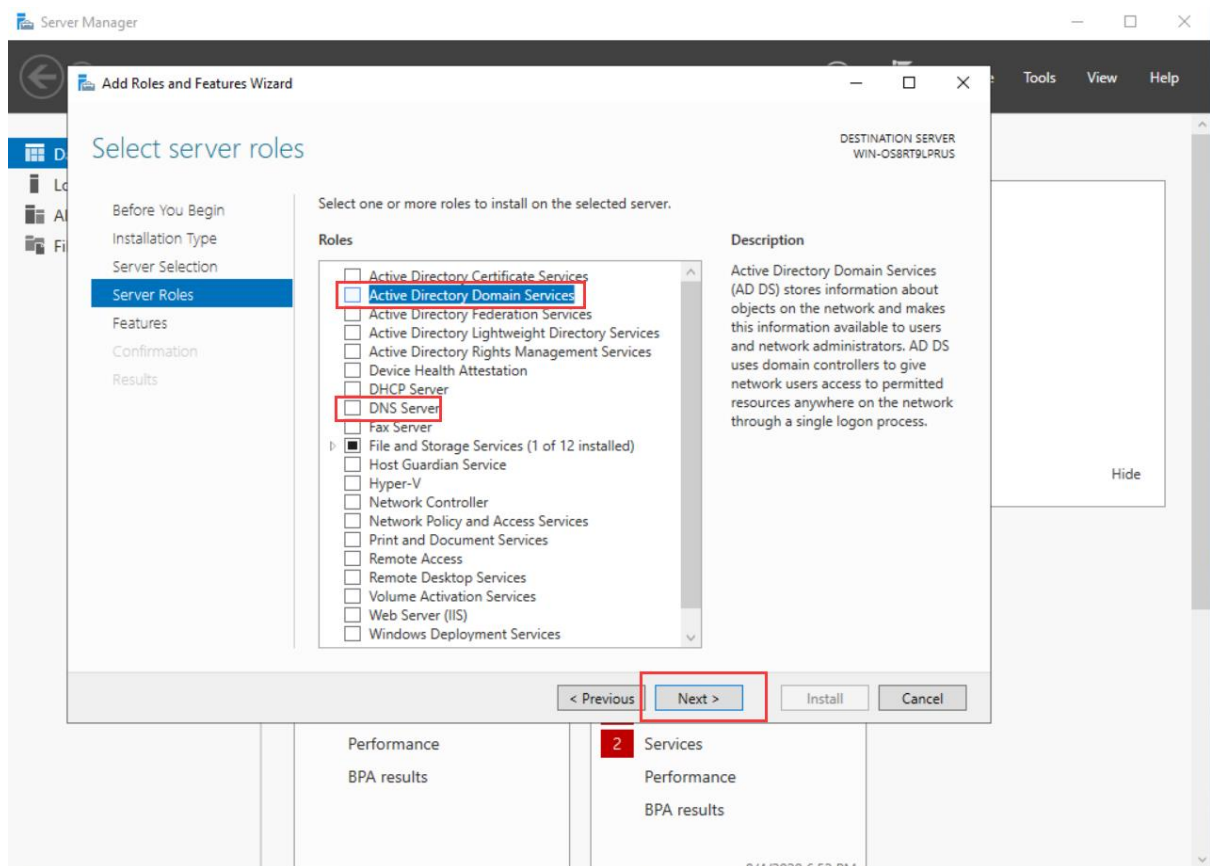 Server Manager
Tools View Help
Add Roles and Features Wizard
Select server roles
DESTINATION SERVER
WIN-OS8RT9LPRUS
Before You Begin
Installation Type
Server Selection
Server Roles
Features
Confirmation
Results
Select one or more roles to install on the selected server.
Roles
Active Directory Certificate Services
Active Directory Domain Services
Active Directory Federation Services
Active Directory Lightweight Directory Services
Active Directory Rights Management Services
Device Health Attestation
DHCP Server
DNS Server
Fax Server
File and Storage Services (1 of 12 installed)
Host Guardian Service
Hyper-V
Network Controller
Network Policy and Access Services
Print and Document Services
Remote Access
Remote Desktop Services
Volume Activation Services
Web Server (IIS)
Windows Deployment Services
Description
Active Directory Domain Services
(AD DS) stores information about
objects on the network and makes
this information available to users
and network administrators. AD DS
uses domain controllers to give
network users access to permitted
resources anywhere on the network
through a single logon process.
Hide
< Previous Next > Install Cancel
Performance
BPA results
2 Services
Performance
BPA results